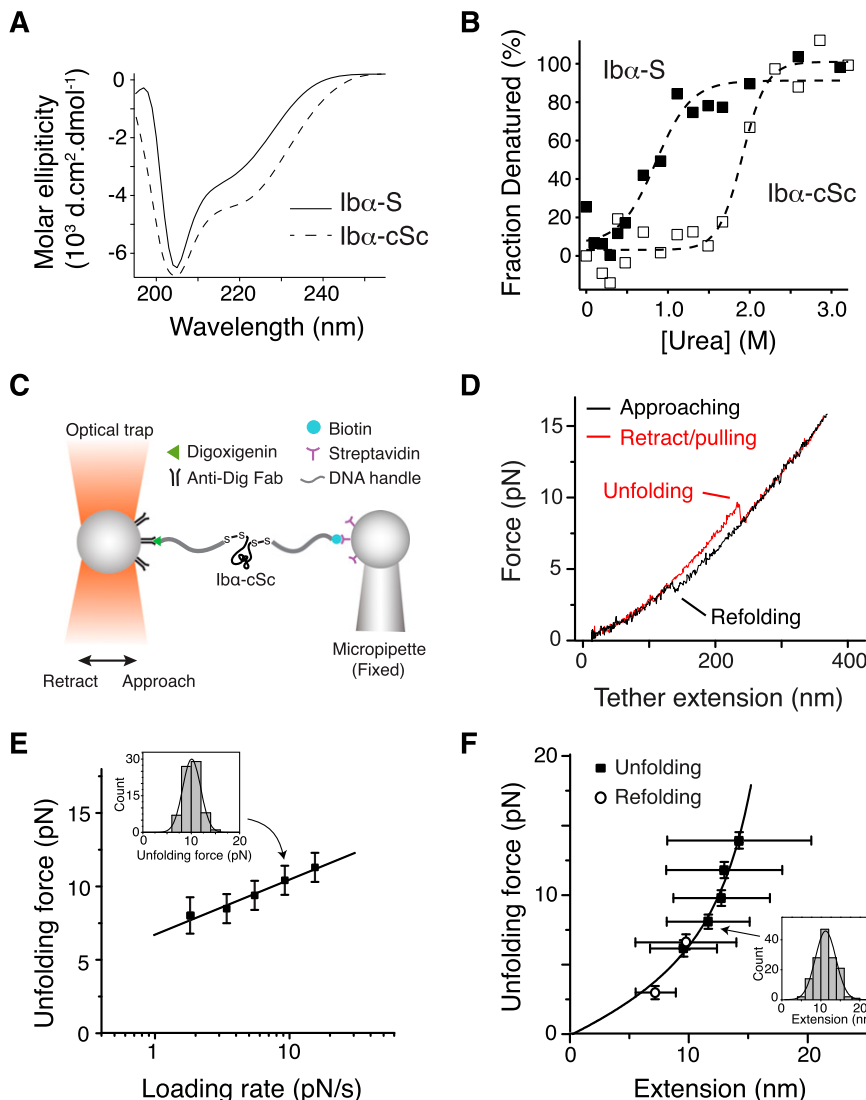 A
Molar ellipiticity
(10³ d.cm².dmol⁻¹)
0
-2
-4
-6
Ibα-S
Ibα-cSc
200
220
240
Wavelength (nm)
B
Fraction Denatured (%)
100
80
60
40
20
0
Ibα-S
Ibα-cSc
0
1.0
2.0
3.0
[Urea] (M)
C
Optical trap
Digoxigenin
Anti-Dig Fab
Biotin
Streptavidin
DNA handle
S-S
S-S
Ibα-cSc
Retract
Approach
Micropipette
(Fixed)
D
Force (pN)
15
10
5
0
Approaching
Retract/pulling
Unfolding
Refolding
0
200
400
Tether extension (nm)
E
Unfolding force (pN)
15
10
5
0
Count
30
0
0
10
20
Unfolding force (pN)
1
10
Loading rate (pN/s)
F
Unfolding force (pN)
20
10
0
Unfolding
Refolding
Count
40
20
0
0
10
20
Extension (nm
0
10
20
Extension (nm)